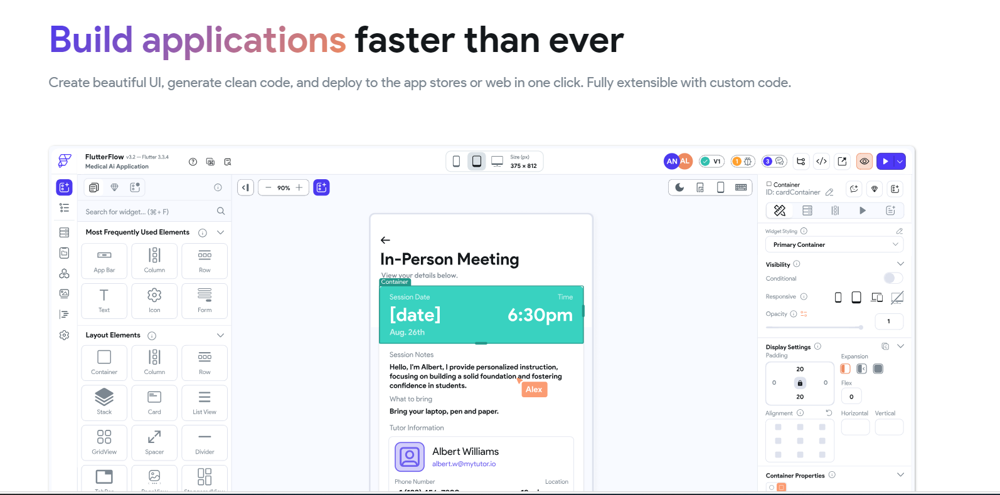 Build applications faster than ever
Create beautiful UI, generate clean code, and deploy to the app stores or web in one click. Fully extensible with custom code.
FlutterFlow v3.2 — Flutter 3.3.4
Medical Ai Application
Size (px)
375 × 812
AN AL
V1
1
3
90%
Search for widget... (⌘+ F)
Most Frequently Used Elements
App Bar Column Row
Text Icon Form
Layout Elements
Container Column Row
Stack Card List View
GridView Spacer Divider
In-Person Meeting
View your details below.
Container
Session Date Time
[date] 6:30pm
Aug. 26th
Session Notes
Hello, I'm Albert, I provide personalized instruction,
focusing on building a solid foundation and fostering
confidence in students.
Alex
What to bring
Bring your laptop, pen and paper.
Tutor Information
Albert Williams
albert.w@mytutor.io
Phone Number Location
Container
ID: cardContainer
Widget Styling
Primary Container
Visibility
Conditional
Responsive
Opacity
1
Display Settings
Padding Expansion
20
0 0
Flex
20 0
Alignment Horizontal Vertical
Container Properties